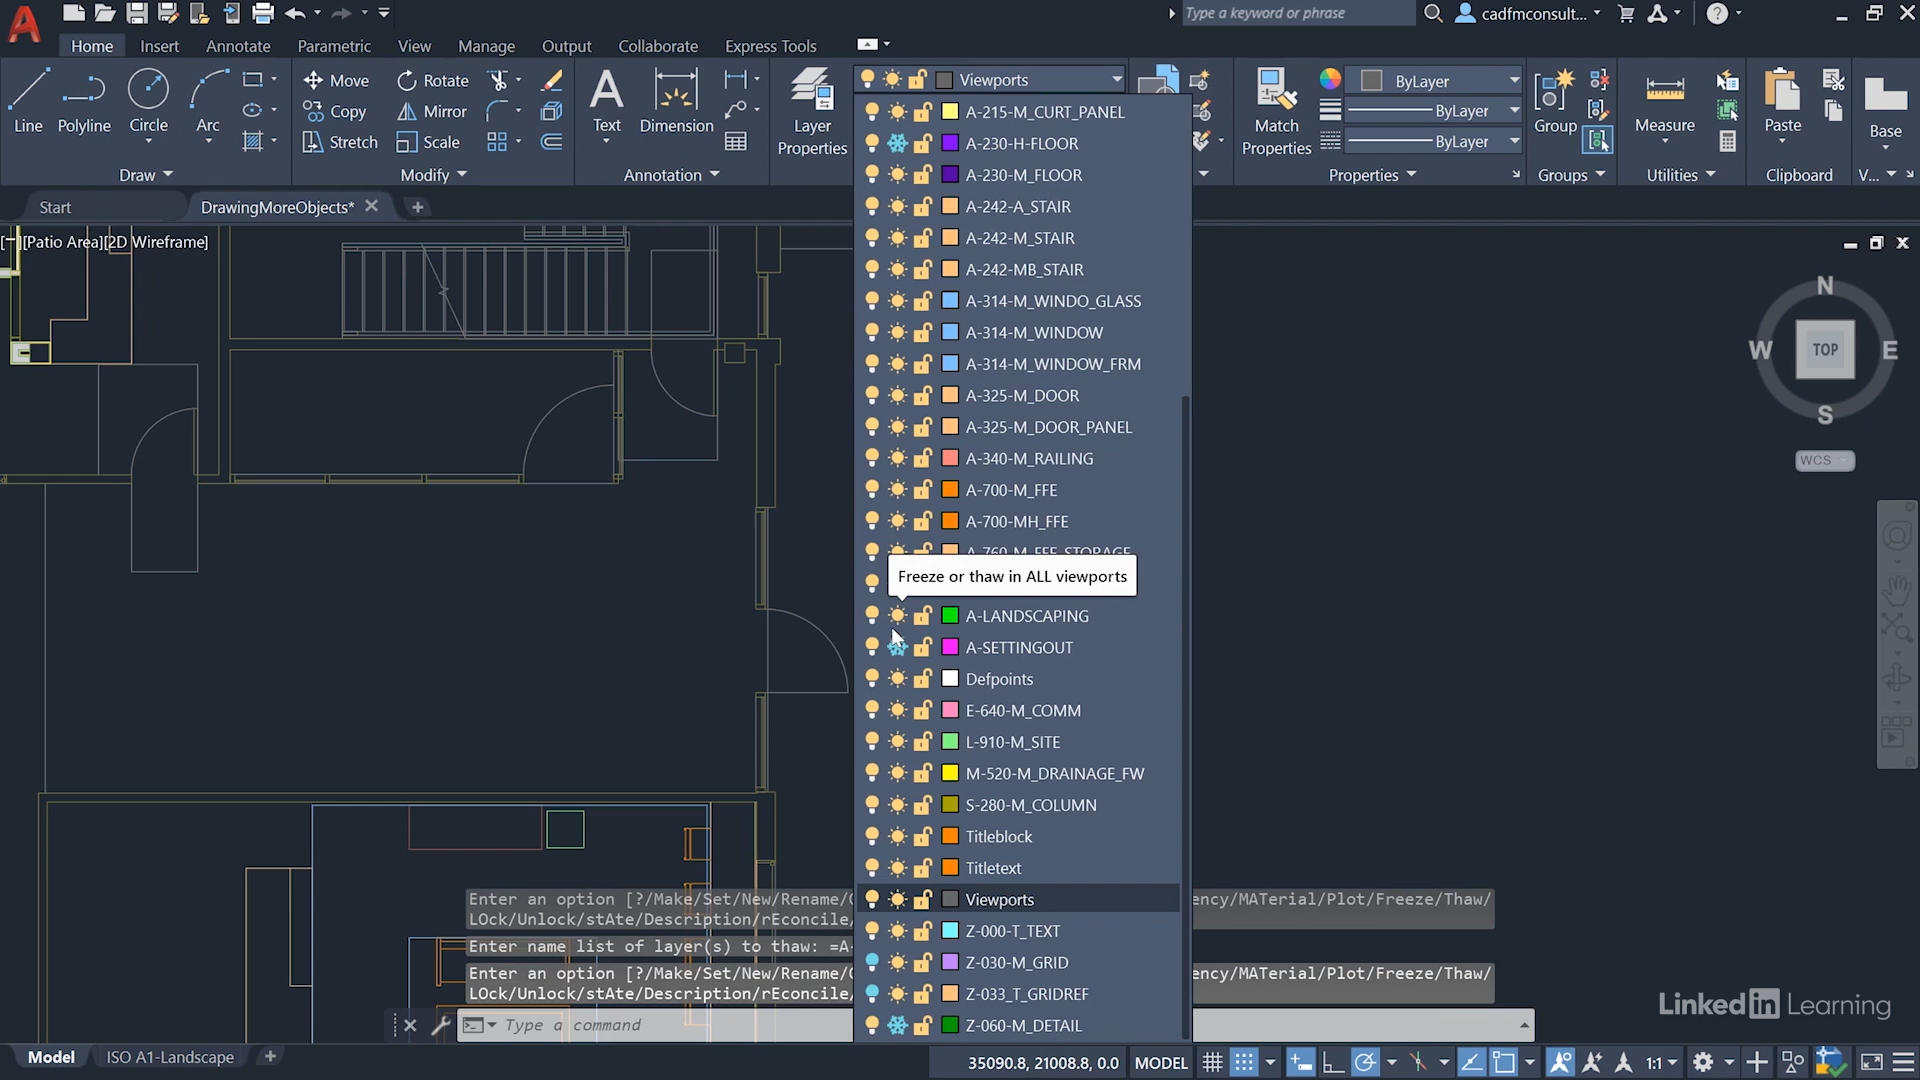 Type a keyword or phrase
cadfmconsult...
Home
Insert
Annotate
Parametric
View
Manage
Output
Collaborate
Express Tools
Line
Polyline
Circle
Arc
Move
Copy
Stretch
Rotate
Mirror
Scale
Text
Dimension
Layer
Properties
Viewports
Match
Properties
ByLayer
ByLayer
ByLayer
Group
Measure
Paste
Base
Draw
Modify
Annotation
Properties
Groups
Utilities
Clipboard
V...
Start
DrawingMoreObjects*
[−][Patio Area][2D Wireframe]
A-215-M_CURT_PANEL
A-230-H-FLOOR
A-230-M_FLOOR
A-242-A_STAIR
A-242-M_STAIR
A-242-MB_STAIR
A-314-M_WINDO_GLASS
A-314-M_WINDOW
A-314-M_WINDOW_FRM
A-325-M_DOOR
A-325-M_DOOR_PANEL
A-340-M_RAILING
A-700-M_FFE
A-700-MH_FFE
A-760-M_FFE_STORAGE
Freeze or thaw in ALL viewports
A-LANDSCAPING
A-SETTINGOUT
Defpoints
E-640-M_COMM
L-910-M_SITE
M-520-M_DRAINAGE_FW
S-280-M_COLUMN
Titleblock
Titletext
Viewports
Z-000-T_TEXT
Z-030-M_GRID
Z-033_T_GRIDREF
Z-060-M_DETAIL
N
W
TOP
E
S
WCS
Enter an option [?/Make/Set/New/Rename/ ency/MATerial/Plot/Freeze/Thaw/
LOck/Unlock/stAte/Description/rEconcile/
Enter name list of layer(s) to thaw: =A-
Enter an option [?/Make/Set/New/Rename/ ency/MATerial/Plot/Freeze/Thaw/
LOck/Unlock/stAte/Description/rEconcile/
Type a command
LinkedIn Learning
Model
ISO A1-Landscape
35090.8, 21008.8, 0.0
MODEL
1:1